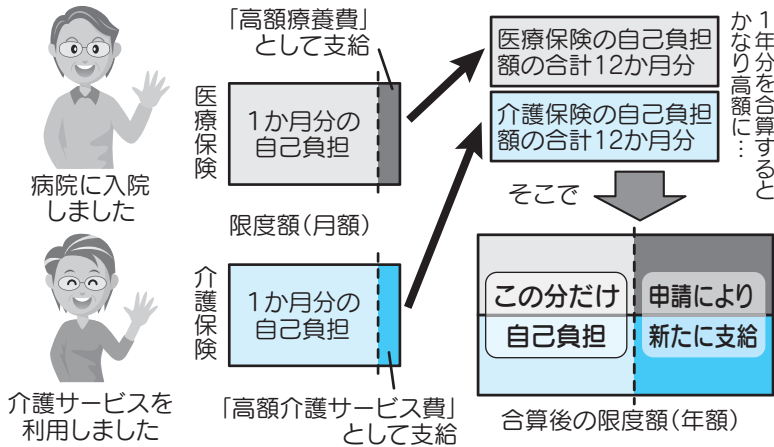 病院に入院
しました
介護サービスを
利用しました
「高額療養費」
として支給
医療保険
1か月分の
自己負担
限度額(月額)
介護保険
1か月分の
自己負担
「高額介護サービス費」
として支給
医療保険の自己負担
額の合計12か月分
介護保険の自己負担
額の合計12か月分
1年分を合算すると
かなり高額に…
そこで
この分だけ
自己負担
申請により
新たに支給
合算後の限度額(年額)